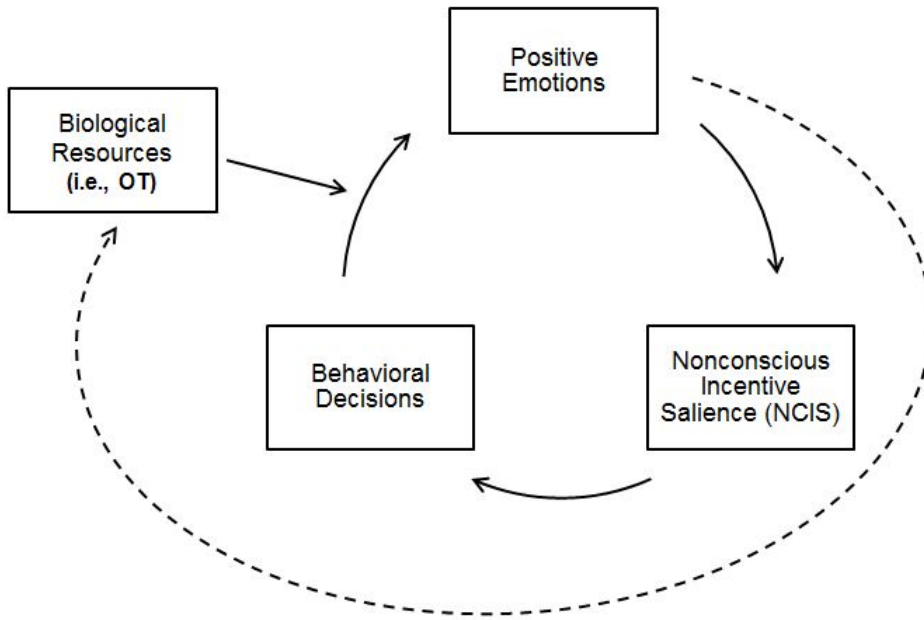 Positive
Emotions
Biological
Resources
(i.e., OT)
Behavioral
Decisions
Nonconscious
Incentive
Salience (NCIS)